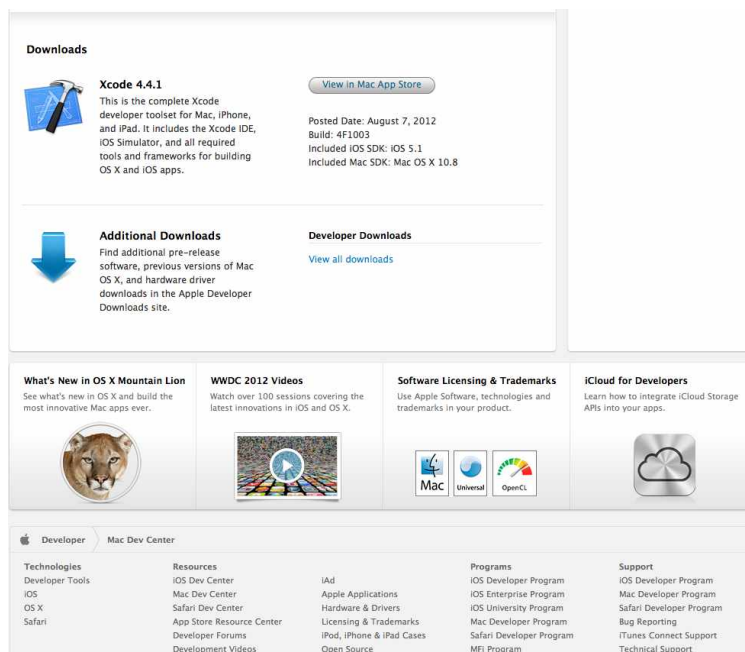 Downloads
Xcode 4.4.1
This is the complete Xcode
developer toolset for Mac, iPhone,
and iPad. It includes the Xcode IDE,
iOS Simulator, and all required
tools and frameworks for building
OS X and iOS apps.
View in Mac App Store
Posted Date: August 7, 2012
Build: 4F1003
Included iOS SDK: iOS 5.1
Included Mac SDK: Mac OS X 10.8
Additional Downloads
Find additional pre-release
software, previous versions of Mac
OS X, and hardware driver
downloads in the Apple Developer
Downloads site.
Developer Downloads
View all downloads
What's New in OS X Mountain Lion
See what's new in OS X and build the
most innovative Mac apps ever.
WWDC 2012 Videos
Watch over 100 sessions covering the
latest innovations in iOS and OS X.
Software Licensing & Trademarks
Use Apple Software, technologies and
trademarks in your product.
Mac
Universal
OpenCL
iCloud for Developers
Learn how to integrate iCloud Storage
APIs into your apps.
Developer
Mac Dev Center
Technologies
Developer Tools
iOS
OS X
Safari
Resources
iOS Dev Center
Mac Dev Center
Safari Dev Center
App Store Resource Center
Developer Forums
Development Videos
iAd
Apple Applications
Hardware & Drivers
Licensing & Trademarks
iPod, iPhone & iPad Cases
Open Source
Programs
iOS Developer Program
iOS Enterprise Program
iOS University Program
Mac Developer Program
Safari Developer Program
MFi Program
Support
iOS Developer Program
Mac Developer Program
Safari Developer Program
Bug Reporting
iTunes Connect Support
Technical Support